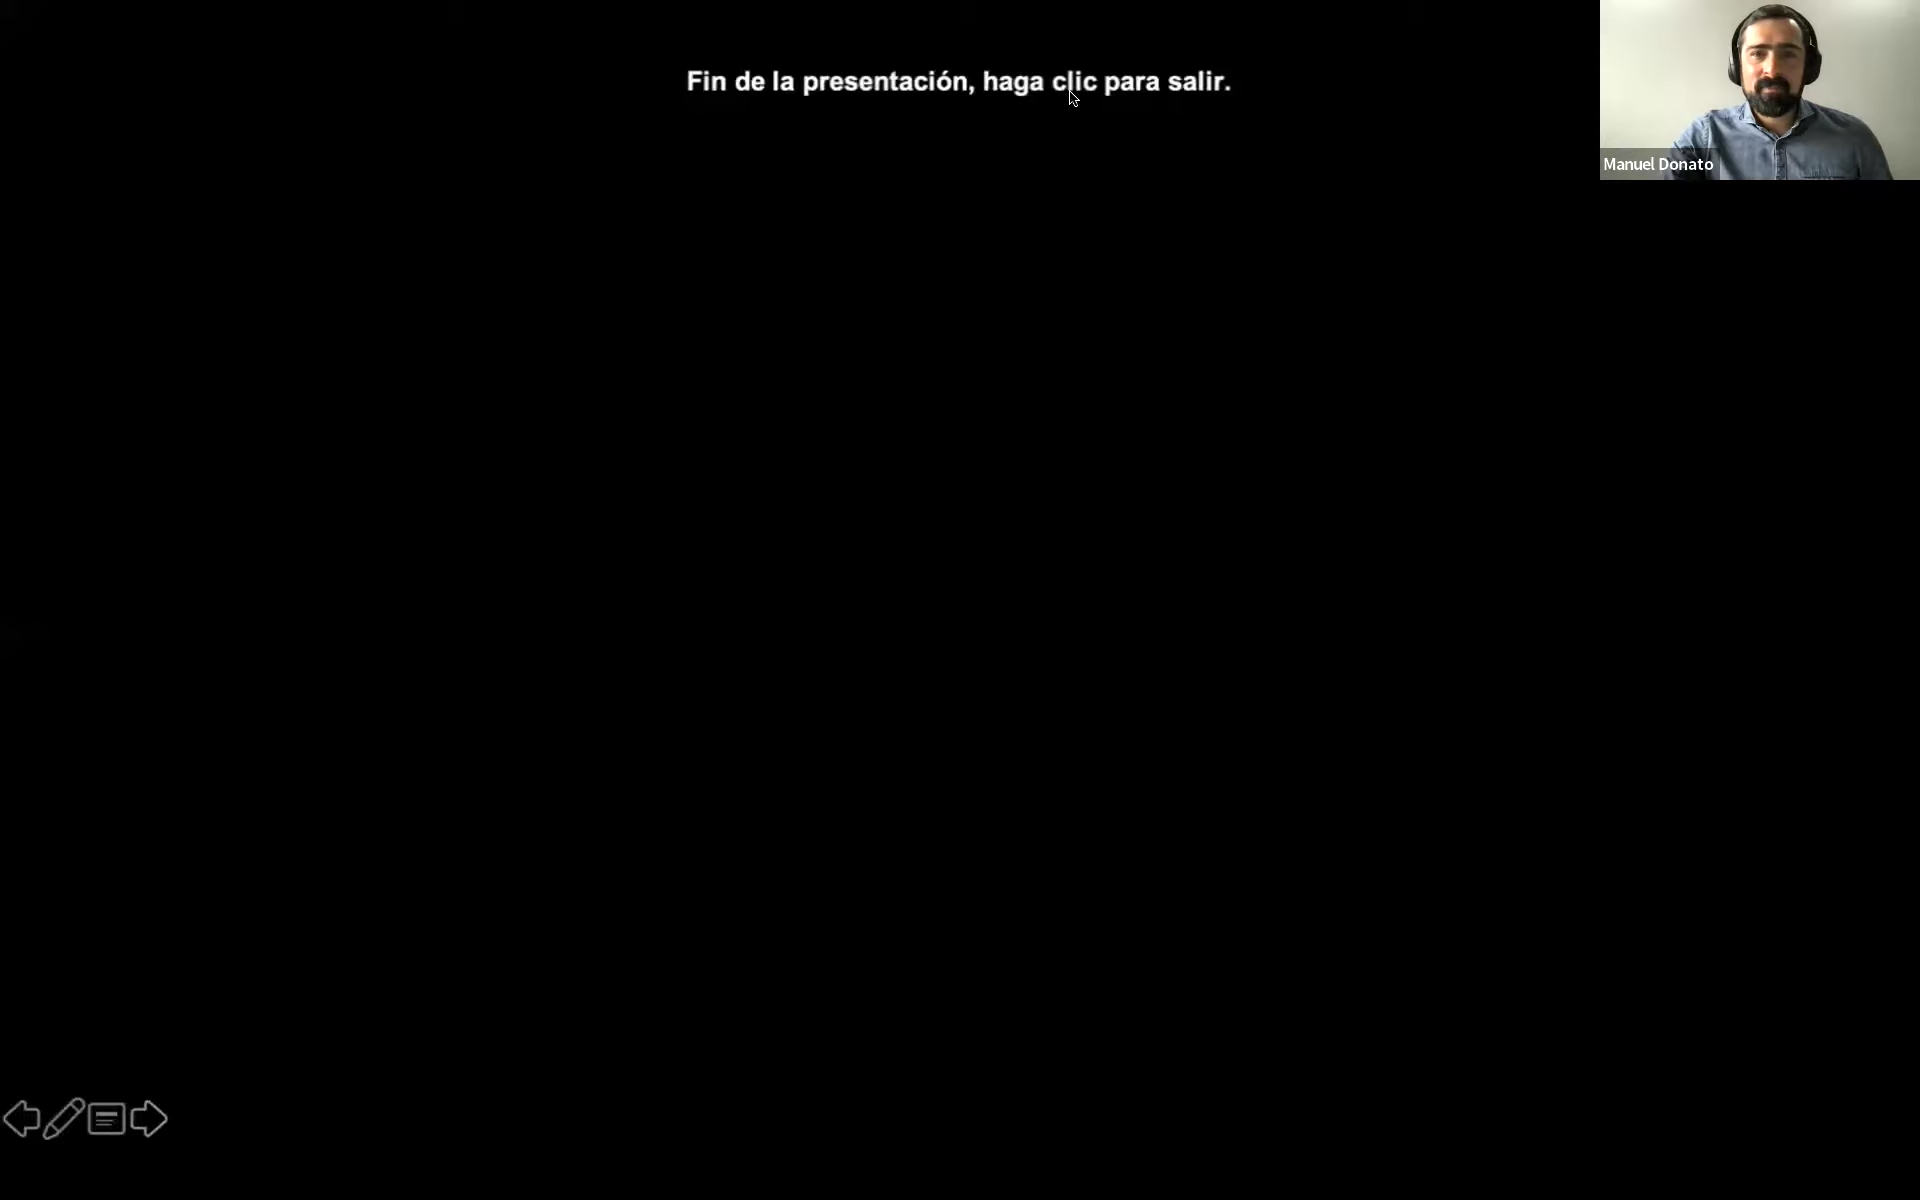 Fin de la presentación, haga clic para salir.
Manuel Donato